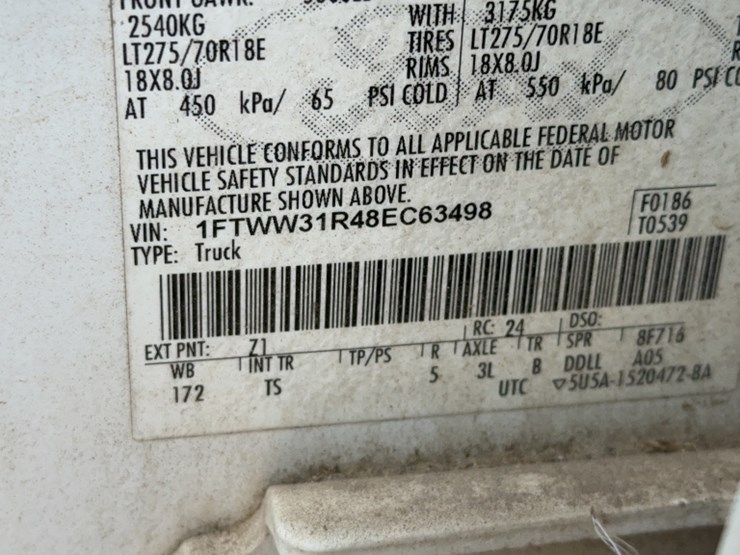 2540KG WITH 3175KG
LT275/70R18E TIRES LT275/70R18E
18X8.0J RIMS 18X8.0J
AT 450 kPa/ 65 PSI COLD AT 550 kPa/ 80 PSI
THIS VEHICLE CONFORMS TO ALL APPLICABLE FEDERAL MOTOR
VEHICLE SAFETY STANDARDS IN EFFECT ON THE DATE OF
MANUFACTURE SHOWN ABOVE.
VIN: 1FTWW31R48EC63498 F0186
TYPE: Truck T0539
EXT PNT: Z1 RC: 24 DSO:
WB INT TR TP/PS R AXLE TR SPR 8F716
172 TS 5 3L B DDLL A05
UTC ▽5U5A-1520472-BA